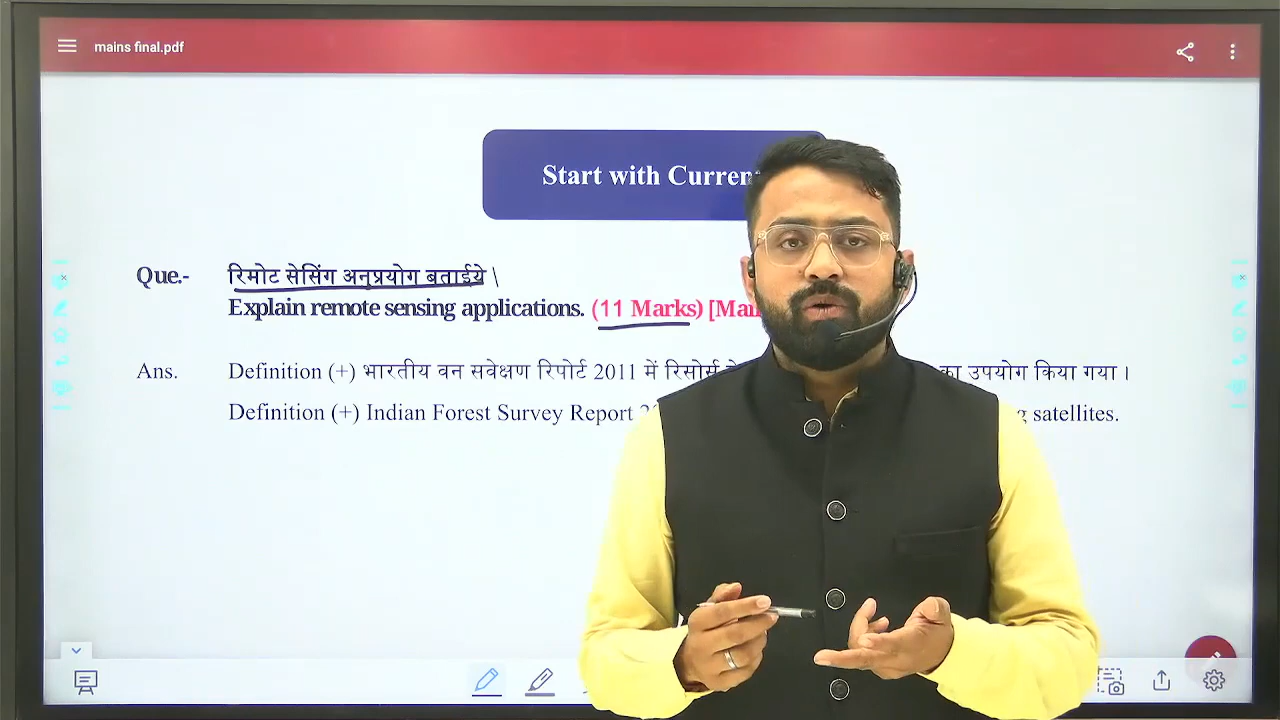 mains final.pdf
Start with Curren
Que.- रिमोट सेसिंग अनुप्रयोग बताईये \
Explain remote sensing applications. (11 Marks) [Mai
Ans. Definition (+) भारतीय वन सवेक्षण रिपोर्ट 2011 में रिसोर्स का उपयोग किया गया ।
Definition (+) Indian Forest Survey Report satellites.